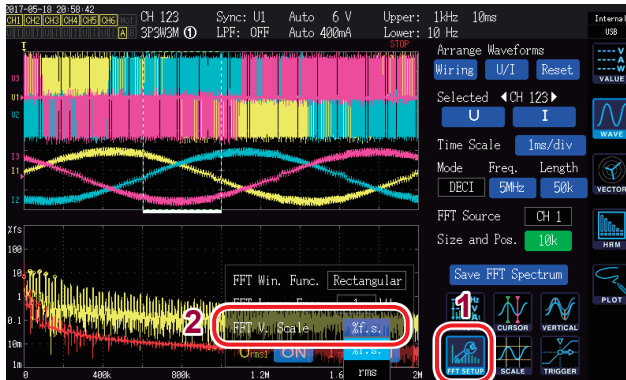 2017-05-18 20:58:42
CH1 CH2 CH3 CH4 CH5 CH6 Mot CH 123 Sync: U1 Auto 6 V Upper: 1kHz 10ms Internal
U I U I U I U I U I U I A B 3P3W3M ① LPF: OFF Auto 400mA Lower: 10 Hz USB
STOP
Arrange Waveforms
Wiring U/I Reset
V
A
W
VALUE
Selected ◀CH 123▶
U I
WAVE
Time Scale 1ms/div
Mode Freq. Length
DECI 5MHz 50k
VECTOR
FFT Source CH 1
Size and Pos. 10k
HRM
Save FFT Spectrum
PLOT
U3
U1
U2
I3
I1
I2
%fs
100
10
1
0.1
10m
1m
0 400k 800k 1.2M 1.6 2M
FFT Win. Func. Rectangular
2
FFT V. Scale %f.s.
Urms1 ON %f.s.
rms
1
CURSOR VERTICAL
FFT SETUP SCALE TRIGGER